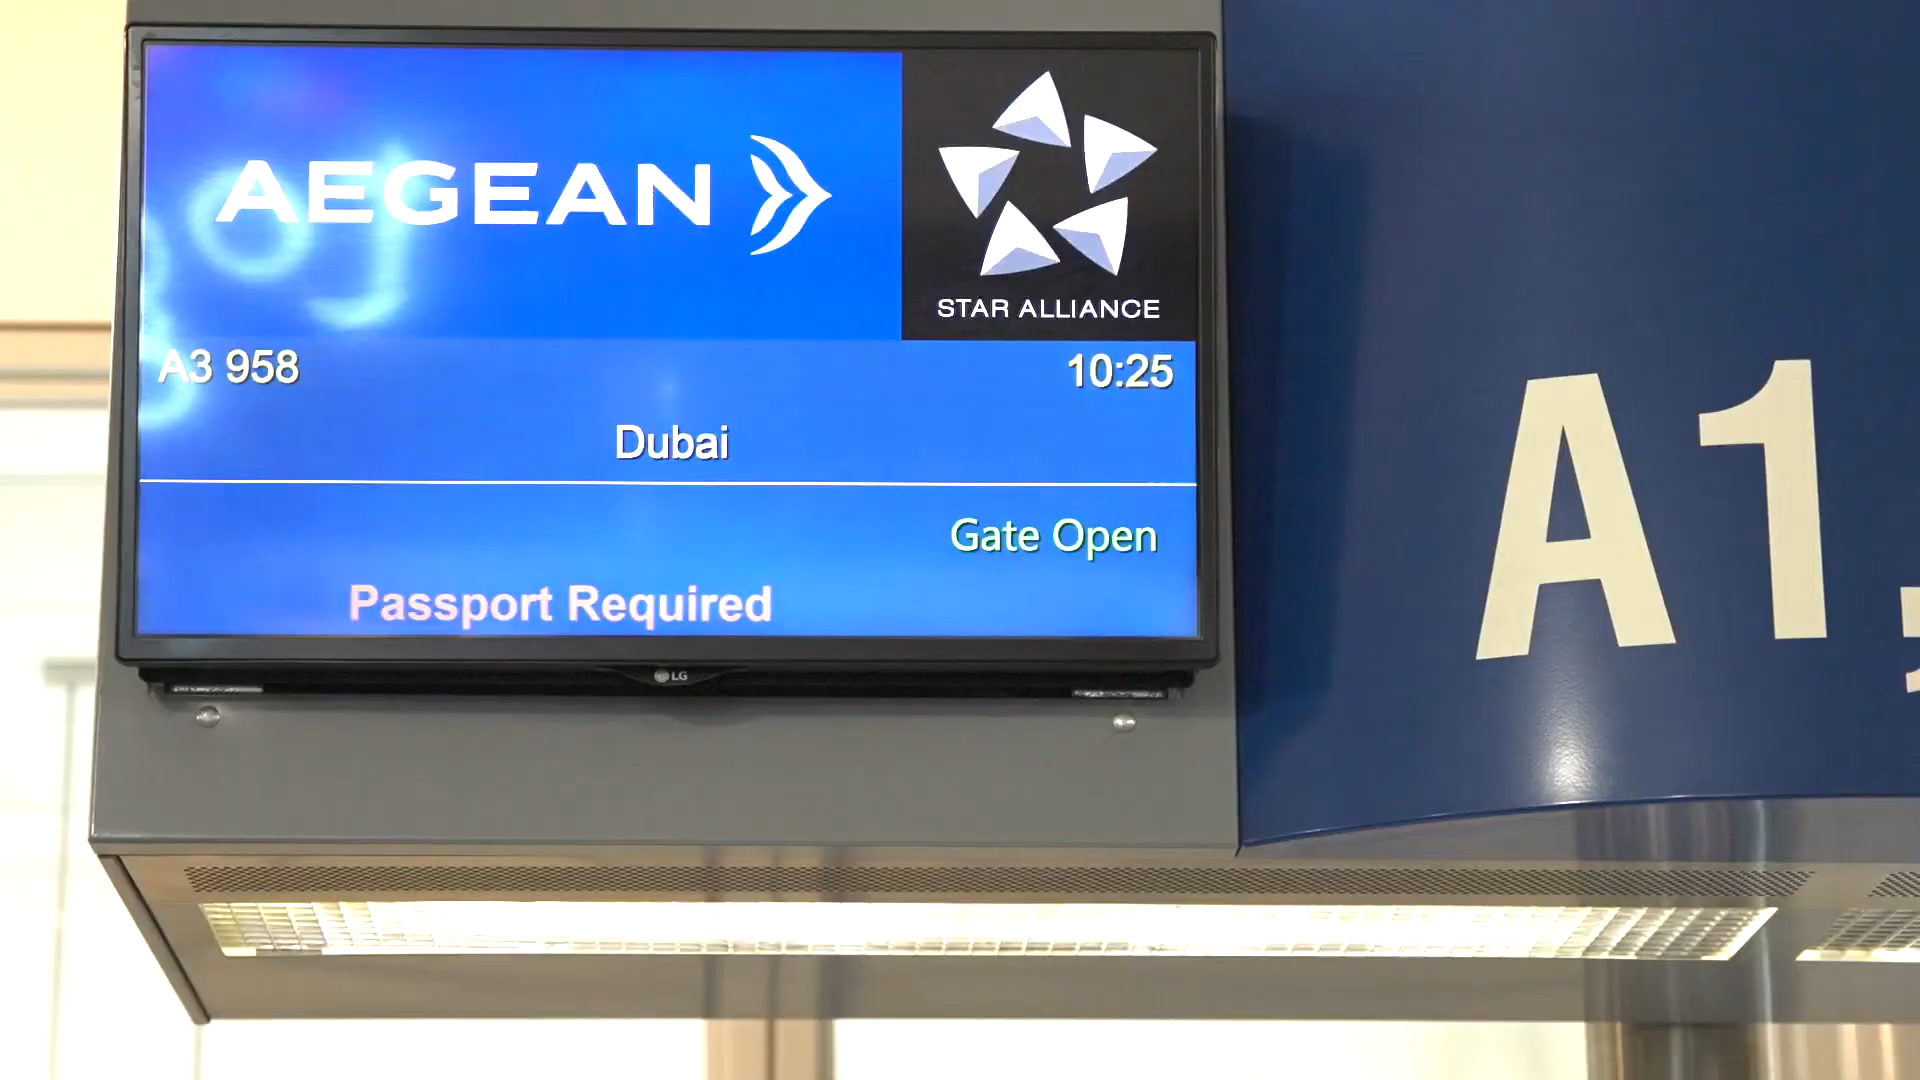 AEGEAN
STAR ALLIANCE
A3 958
10:25
Dubai
Gate Open
Passport Required
LG
A1,